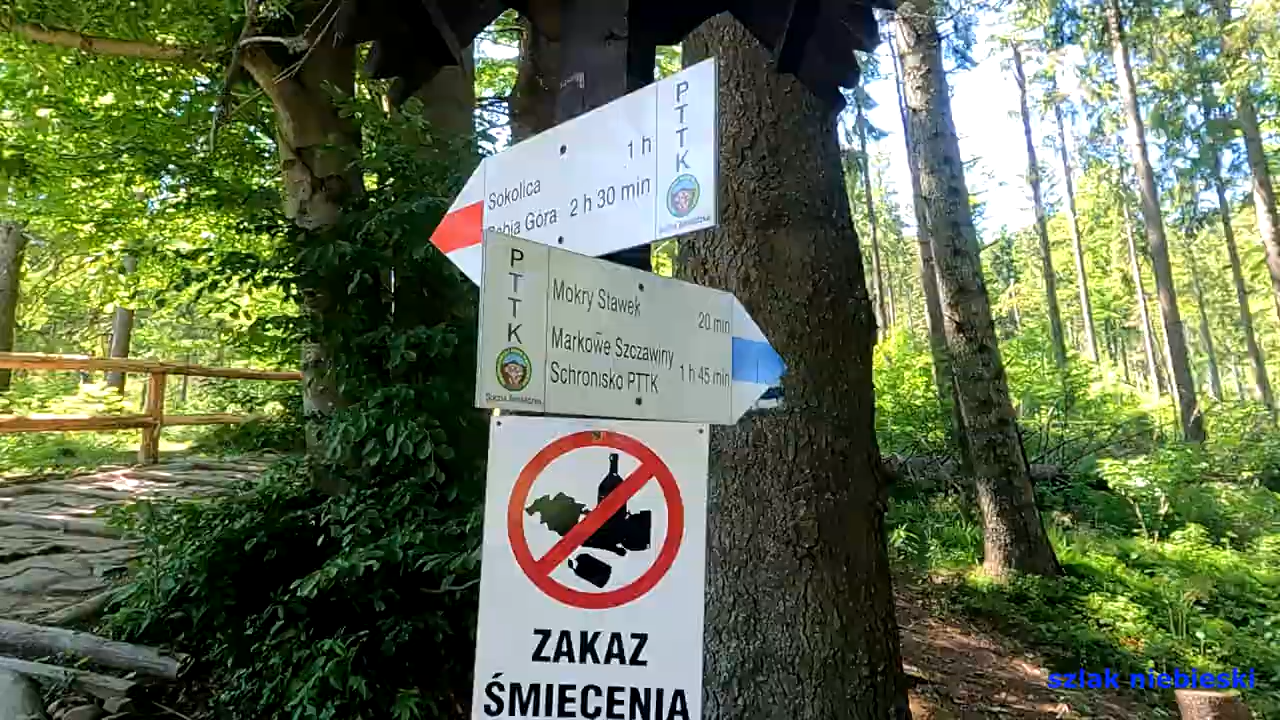 PTTK
1 h
Sokolica
Babia Góra 2 h 30 min
PTTK
Mokry Stawek 20 min
Markowe Szczawiny
Schronisko PTTK 1 h 45 min
ZAKAZ
ŚMIECENIA
szlak niebieski